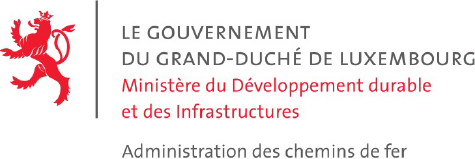 LE GOUVERNEMENT
DU GRAND-DUCHÉ DE LUXEMBOURG
Ministère du Développement durable
et des Infrastructures
Administration des chemins de fer